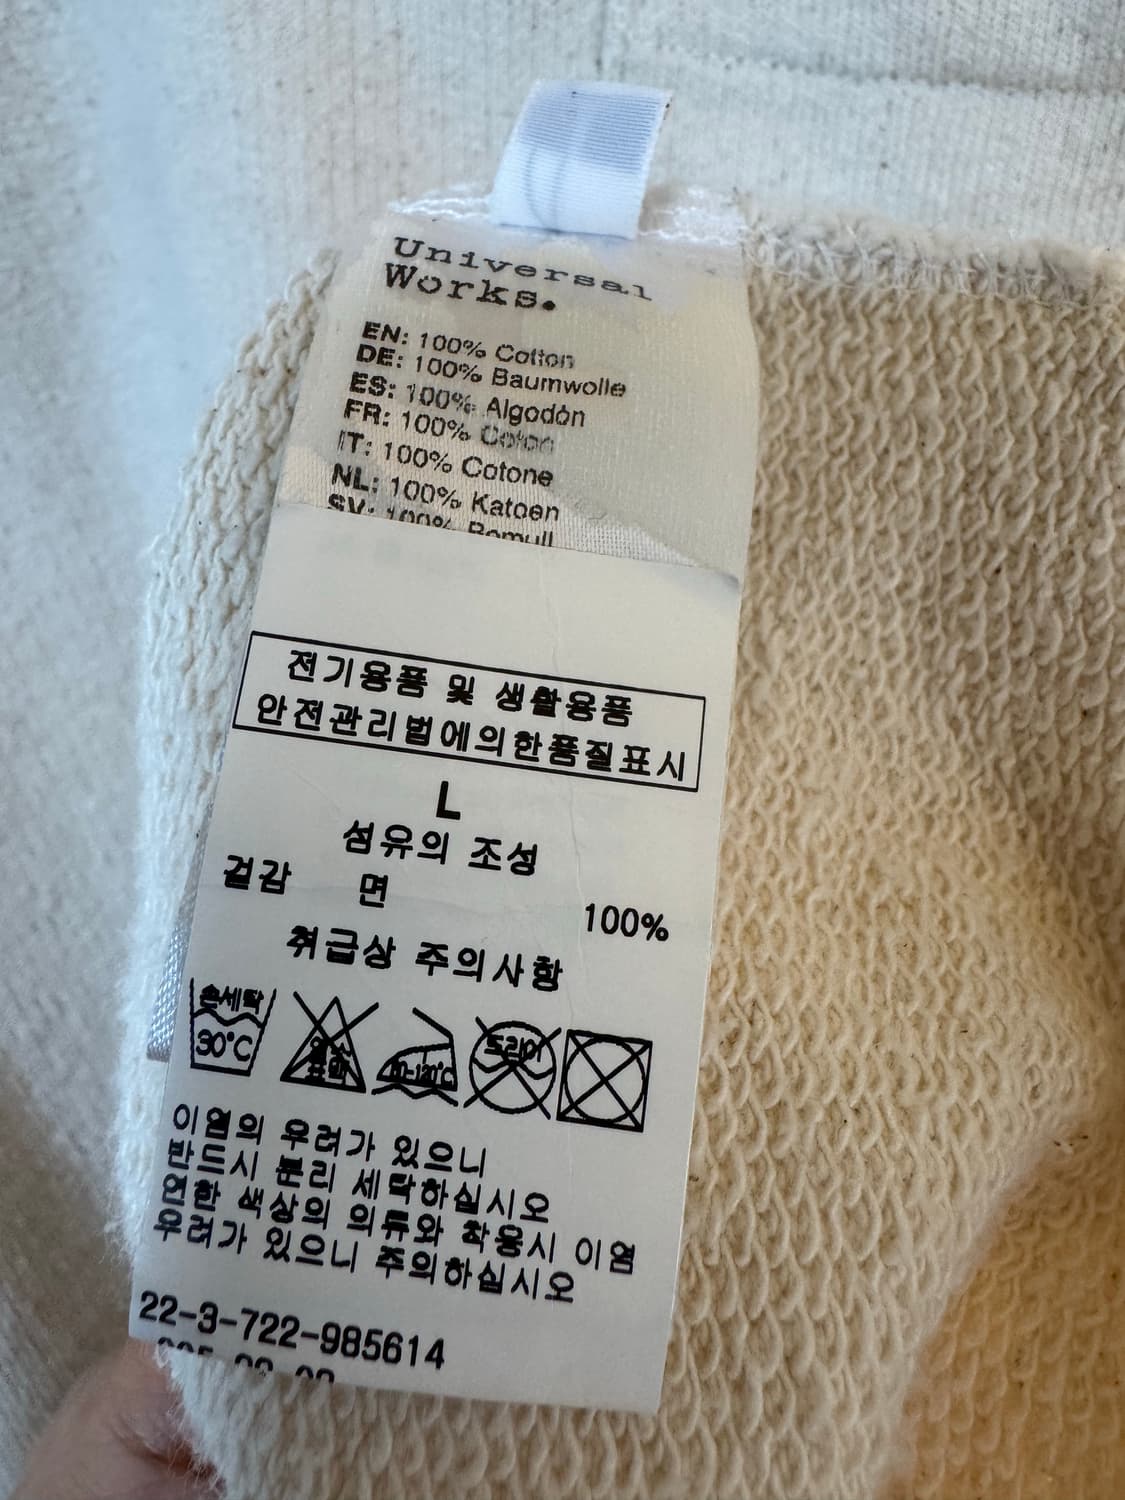 Universal
Works.
EN: 100% Cotton
DE: 100% Baumwolle
ES: 100% Algodón
FR: 100% Coton
IT: 100% Cotone
NL: 100% Katoen
SV: 100% Bomull
전기용품 및 생활용품
안전관리법에의한품질표시
L
섬유의 조성
겉감 면 100%
취급상 주의사항
손세탁
30°C
드라이
이염의 우려가 있으니
반드시 분리 세탁하십시오
연한 색상의 의류와 착용시 이염
우려가 있으니 주의하십시오
22-3-722-985614